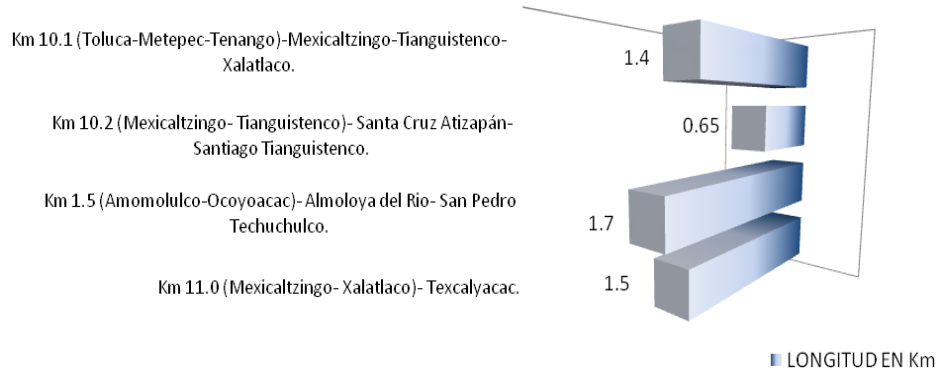 Km 10.1 (Toluca-Metepec-Tenango)-Mexicaltzingo-Tianguistenco-
Xalatlaco.
1.4
Km 10.2 (Mexicaltzingo- Tianguistenco)- Santa Cruz Atizapán-
Santiago Tianguistenco.
0.65
Km 1.5 (Amomolulco-Ocoyoacac)- Almoloya del Rio- San Pedro
Techuchulco.
1.7
Km 11.0 (Mexicaltzingo- Xalatlaco)- Texcalyacac.
1.5
LONGITUD EN Km